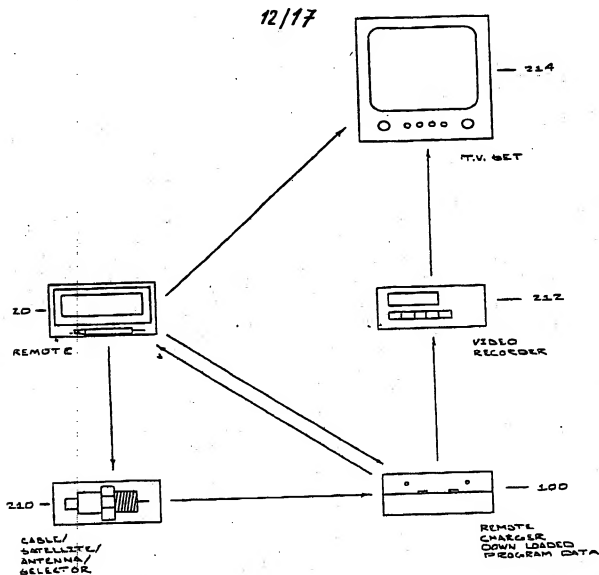 12/17
214
T.V. SET
20
REMOTE
212
VIDEO
RECORDER
210
CABLE/
SATELLITE/
ANTENNA/
SELECTOR
100
REMOTE
CHARGER
DOWN LOADED
PROGRAM DATA